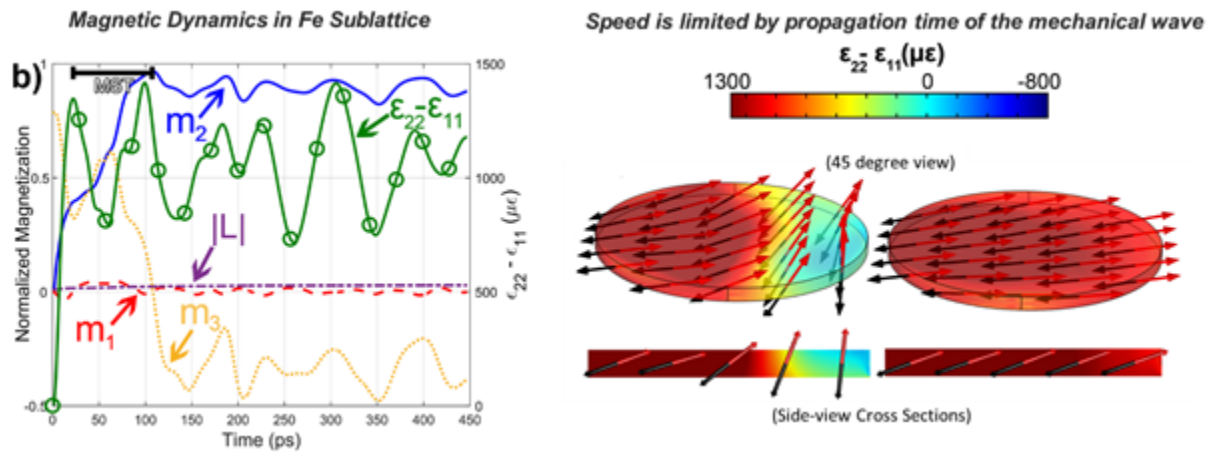 Magnetic Dynamics in Fe Sublattice
b)
Normalized Magnetization
1
0.5
0
-0.5
MST
m₂
ε₂₂-ε₁₁
|L|
m₁
m₃
1500
1000
500
0
ϵ₂₂ - ϵ₁₁ (με)
0 50 100 150 200 250 300 350 400 450
Time (ps)
Speed is limited by propagation time of the mechanical wave
ε₂₂- ε₁₁(με)
1300 0 -800
(45 degree view)
(Side-view Cross Sections)